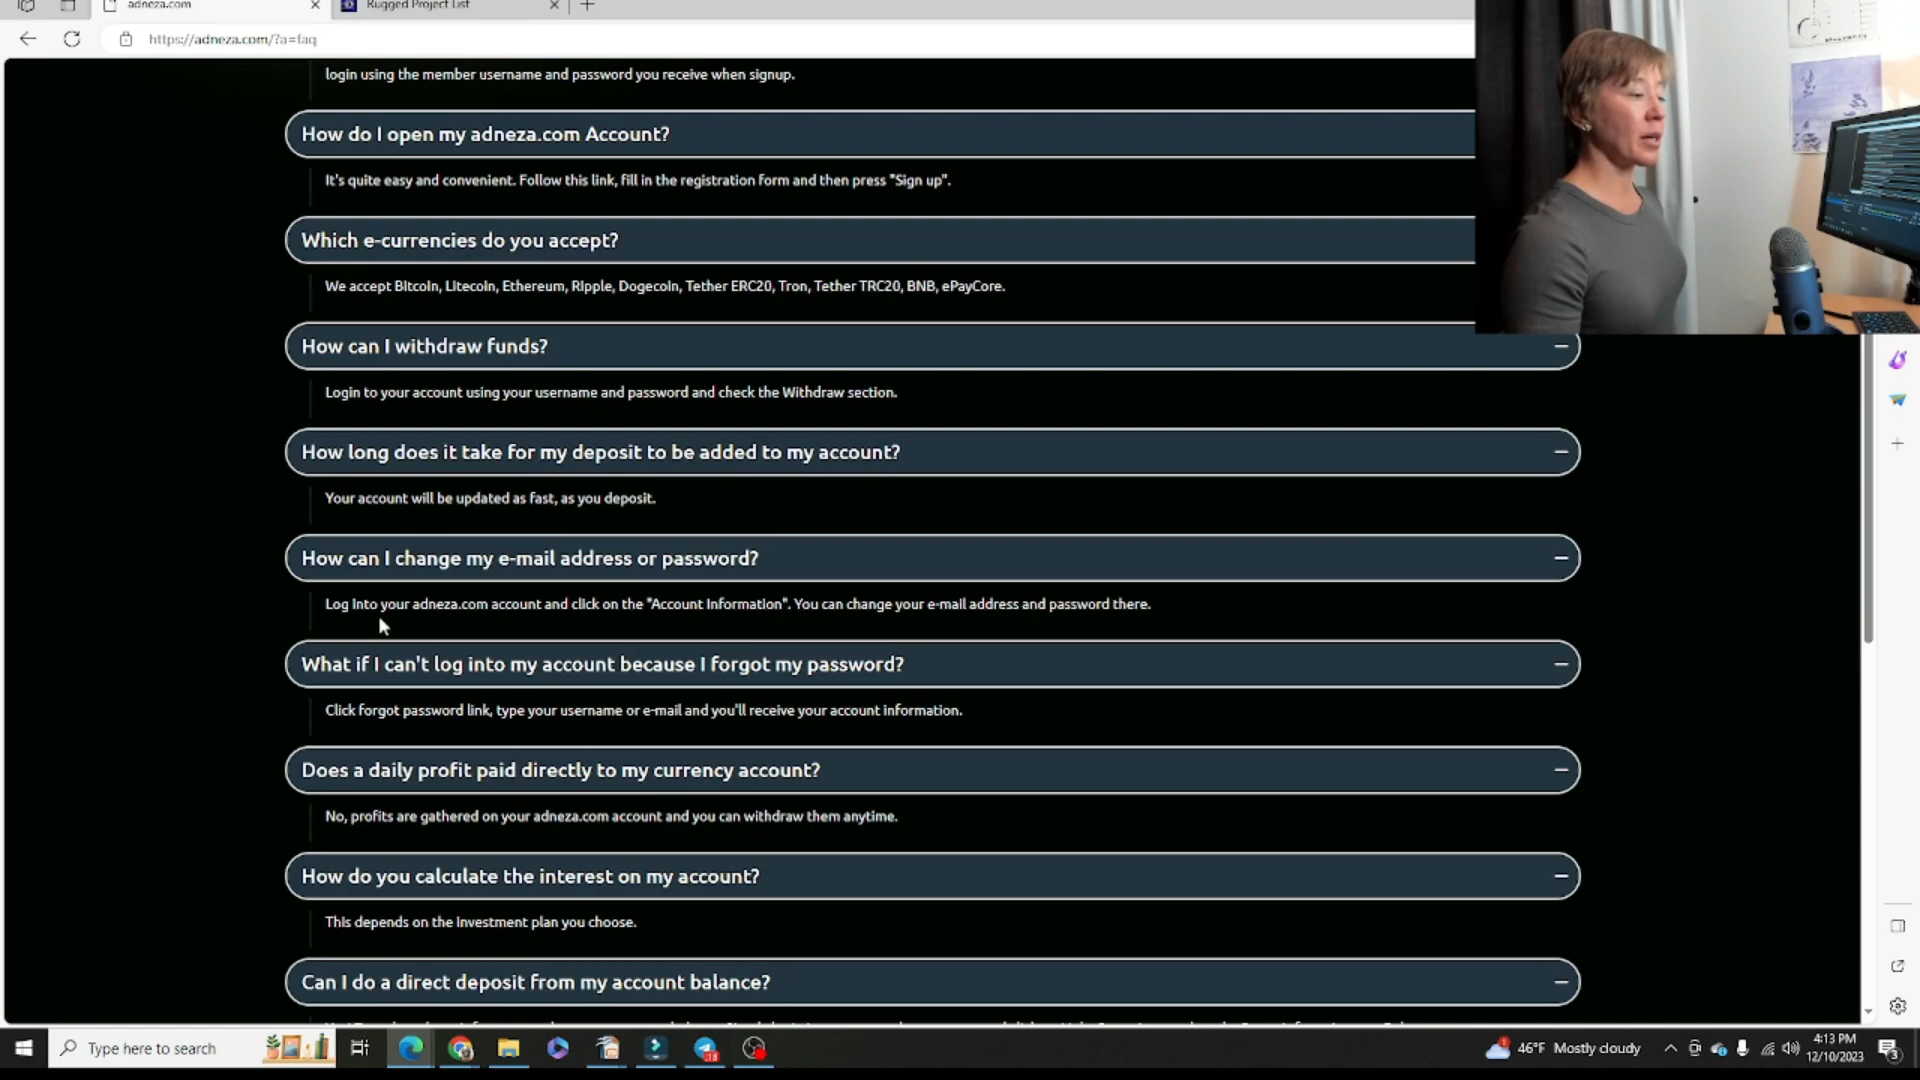 adneza.com
Rugged Project List
https://adneza.com/?a=faq
login using the member username and password you receive when signup.
How do I open my adneza.com Account?
It's quite easy and convenient. Follow this link, fill in the registration form and then press "Sign up".
Which e-currencies do you accept?
We accept Bitcoin, Litecoin, Ethereum, Ripple, Dogecoin, Tether ERC20, Tron, Tether TRC20, BNB, ePayCore.
How can I withdraw funds?
Login to your account using your username and password and check the Withdraw section.
How long does it take for my deposit to be added to my account?
Your account will be updated as fast, as you deposit.
How can I change my e-mail address or password?
Log into your adneza.com account and click on the "Account Information". You can change your e-mail address and password there.
What if I can't log into my account because I forgot my password?
Click forgot password link, type your username or e-mail and you'll receive your account information.
Does a daily profit paid directly to my currency account?
No, profits are gathered on your adneza.com account and you can withdraw them anytime.
How do you calculate the interest on my account?
This depends on the investment plan you choose.
Can I do a direct deposit from my account balance?
Type here to search
18
46°F Mostly cloudy
4:13 PM
12/10/2023
3